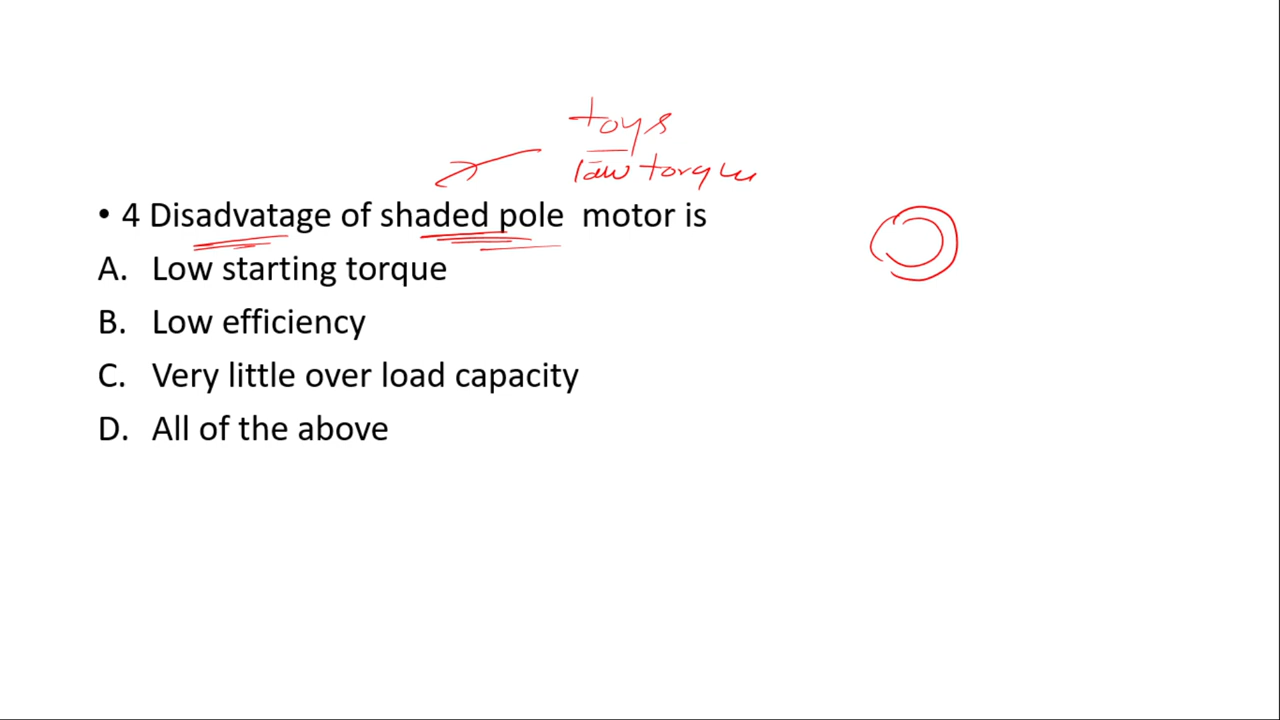 toys
law torque
• 4 Disadvatage of shaded pole motor is
A. Low starting torque
B. Low efficiency
C. Very little over load capacity
D. All of the above